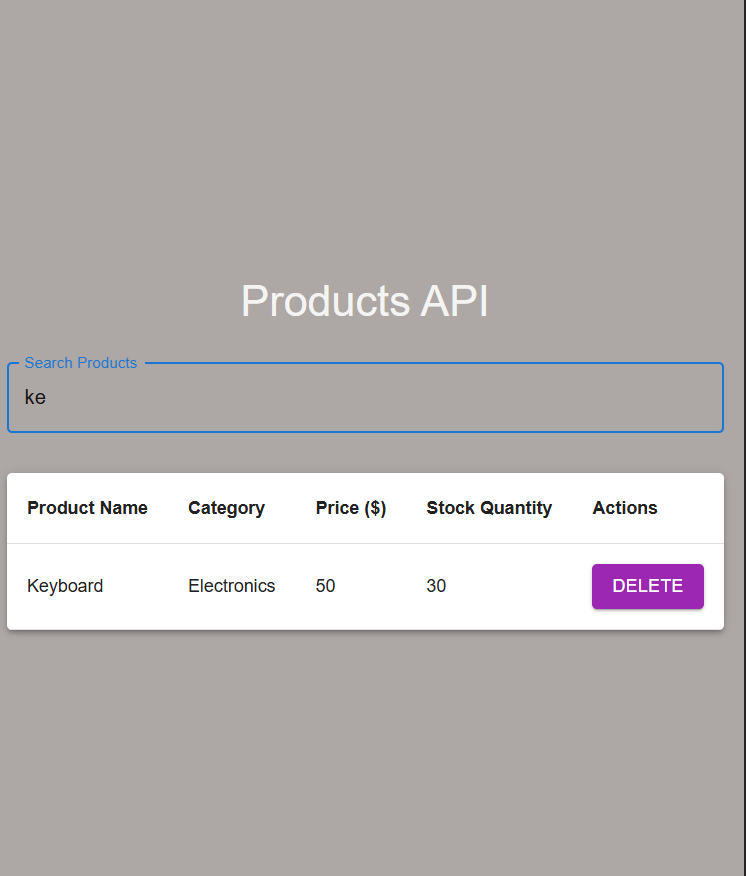 Products API
Search Products
ke
Product Name Category Price ($) Stock Quantity Actions
Keyboard Electronics 50 30 DELETE